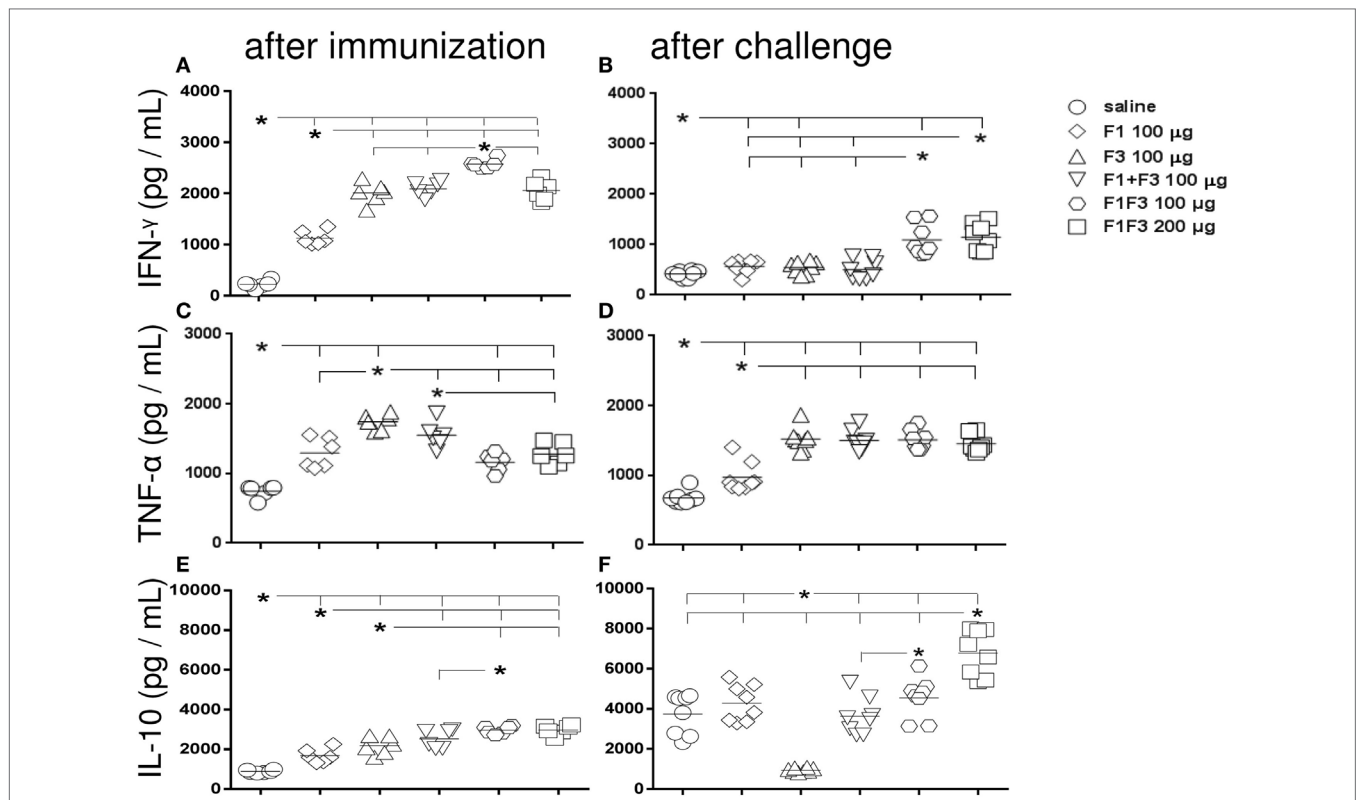 after immunization
after challenge
A
B
IFN-γ (pg / mL)
4000
3000
2000
1000
0
*
*
*
4000
3000
2000
1000
0
*
*
*
saline
F1 100 µg
F3 100 µg
F1+F3 100 µg
F1F3 100 µg
F1F3 200 µg
C
D
TNF-α (pg / mL)
3000
2000
1000
0
*
*
*
3000
2000
1000
0
*
*
E
F
IL-10 (pg / mL)
10000
8000
6000
4000
2000
0
*
*
*
*
10000
8000
6000
4000
2000
0
*
*
*